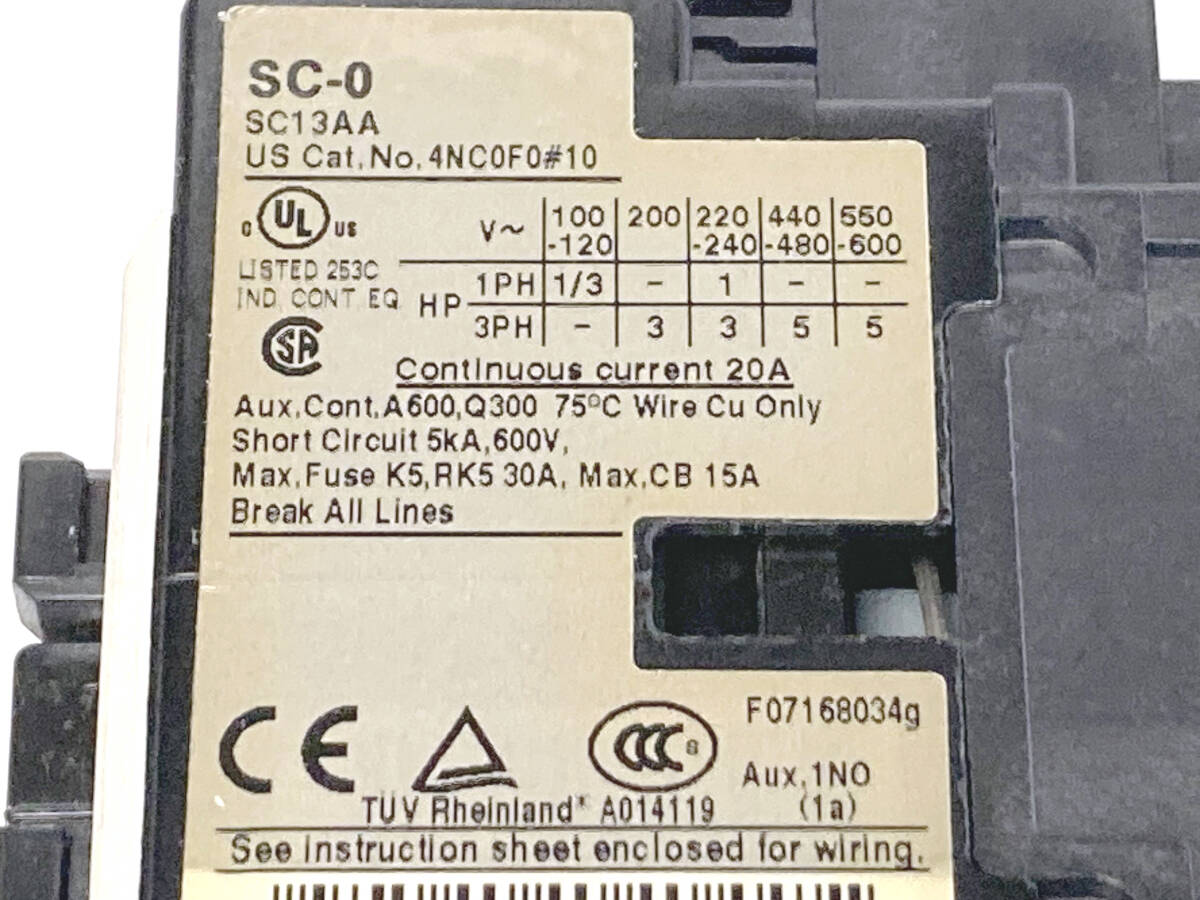 SC-0
SC13AA
US Cat.No. 4NC0F0#10
C UL US
LISTED 253C
IND. CONT. EQ.
V~ 100-120 200 220-240 440-480 550-600
HP 1PH 1/3 - 1 - -
3PH - 3 3 5 5
SA
Continuous current 20A
Aux.Cont.A600,Q300 75°C Wire Cu Only
Short Circuit 5kA,600V,
Max.Fuse K5,RK5 30A, Max.CB 15A
Break All Lines
F07168034g
CE CCC S
Aux.1NO
(1a)
TÜV Rheinland® A014119
See instruction sheet enclosed for wiring.